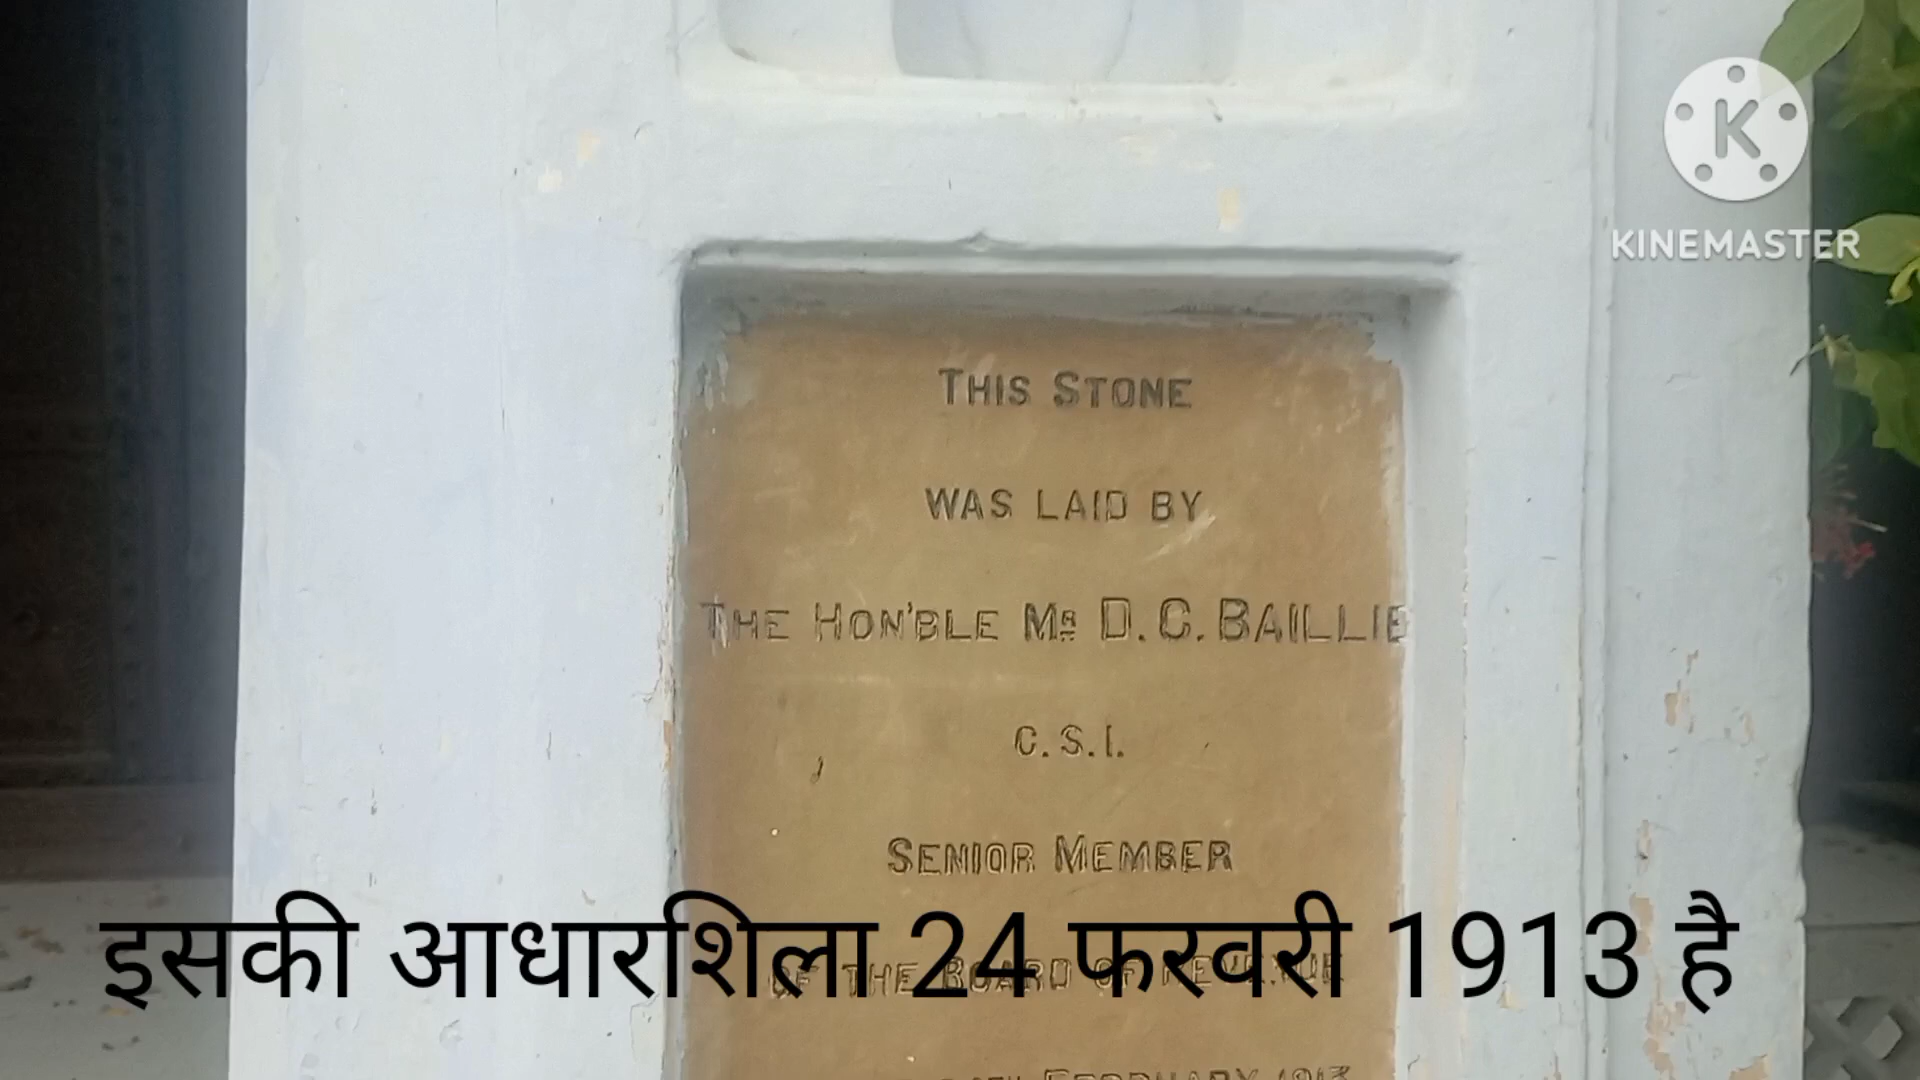 K
KINEMASTER
THIS STONE
WAS LAID BY
THE HON'BLE MR D. C. BAILLIE
C. S. I.
SENIOR MEMBER
OF THE BOARD OF REVENUE
इसकी आधारशिला 24 फरवरी 1913 है
FEBRUARY 1913